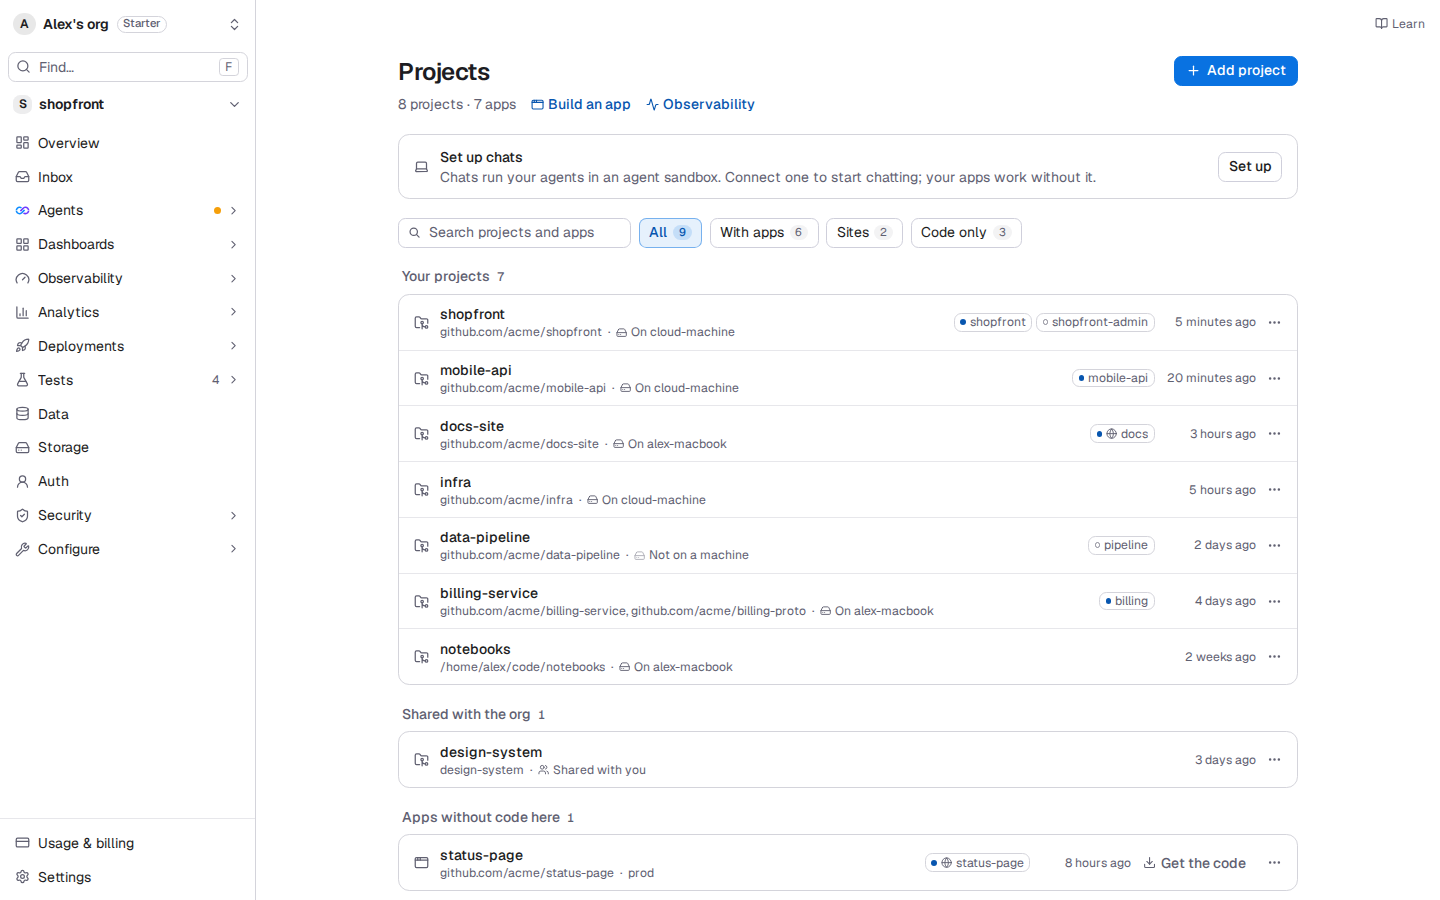 A Alex's org Starter
Find... F
S shopfront
Overview
Inbox
Agents
Dashboards
Observability
Analytics
Deployments
Tests 4
Data
Storage
Auth
Security
Configure
Usage & billing
Settings
Learn
Projects
Add project
8 projects · 7 apps Build an app Observability
Set up chats
Chats run your agents in an agent sandbox. Connect one to start chatting; your apps work without it.
Set up
Search projects and apps All 9 With apps 6 Sites 2 Code only 3
Your projects 7
shopfront
github.com/acme/shopfront · On cloud-machine
shopfront shopfront-admin 5 minutes ago
mobile-api
github.com/acme/mobile-api · On cloud-machine
mobile-api 20 minutes ago
docs-site
github.com/acme/docs-site · On alex-macbook
docs 3 hours ago
infra
github.com/acme/infra · On cloud-machine
5 hours ago
data-pipeline
github.com/acme/data-pipeline · Not on a machine
pipeline 2 days ago
billing-service
github.com/acme/billing-service, github.com/acme/billing-proto · On alex-macbook
billing 4 days ago
notebooks
/home/alex/code/notebooks · On alex-macbook
2 weeks ago
Shared with the org 1
design-system
design-system · Shared with you
3 days ago
Apps without code here 1
status-page
github.com/acme/status-page · prod
status-page 8 hours ago Get the code